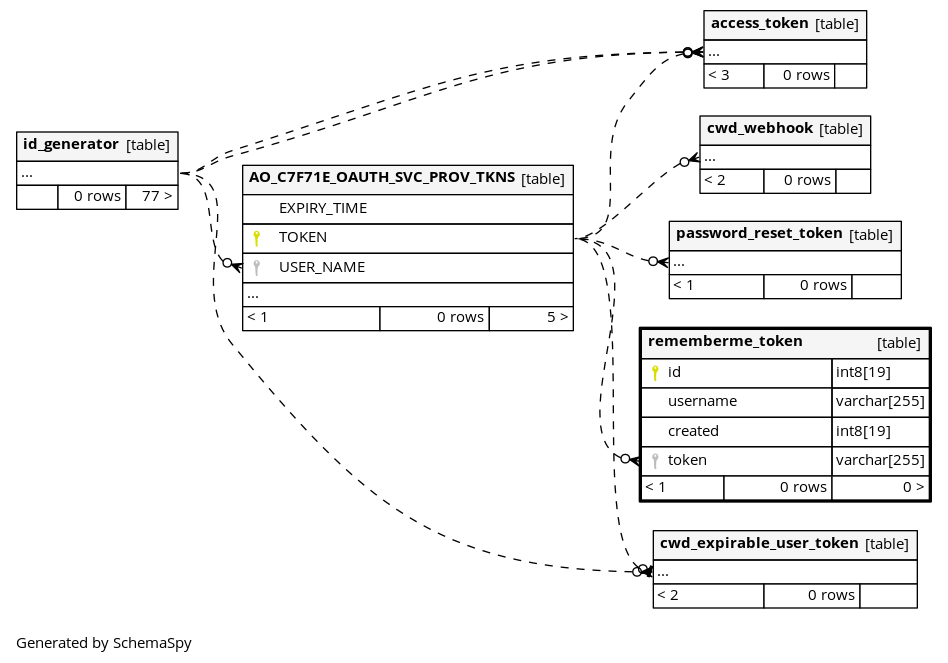 access_token [table]
...
< 3 0 rows
id_generator [table]
...
0 rows 77 >
cwd_webhook [table]
...
< 2 0 rows
AO_C7F71E_OAUTH_SVC_PROV_TKNS [table]
EXPIRY_TIME
TOKEN
USER_NAME
...
< 1 0 rows 5 >
password_reset_token [table]
...
< 1 0 rows
rememberme_token [table]
id int8[19]
username varchar[255]
created int8[19]
token varchar[255]
< 1 0 rows 0 >
cwd_expirable_user_token [table]
...
< 2 0 rows
Generated by SchemaSpy